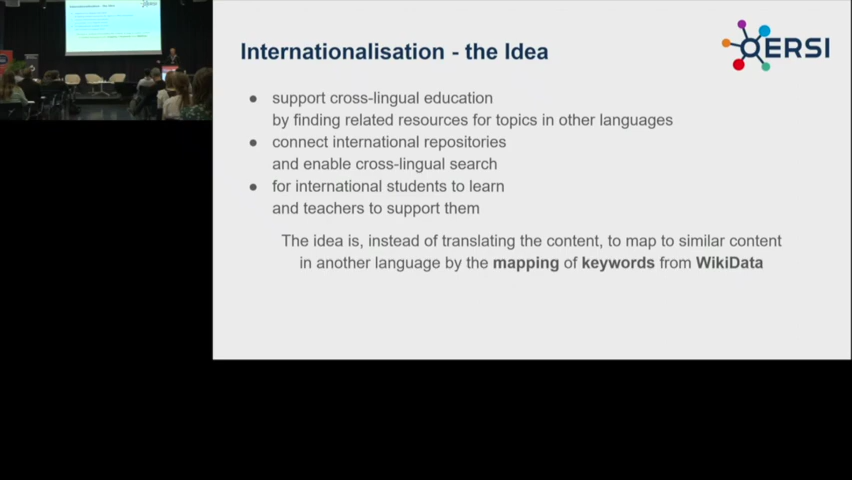 Internationalisation - the Idea
OERSI
● support cross-lingual education
by finding related resources for topics in other languages
● connect international repositories
and enable cross-lingual search
● for international students to learn
and teachers to support them
The idea is, instead of translating the content, to map to similar content
in another language by the mapping of keywords from WikiData